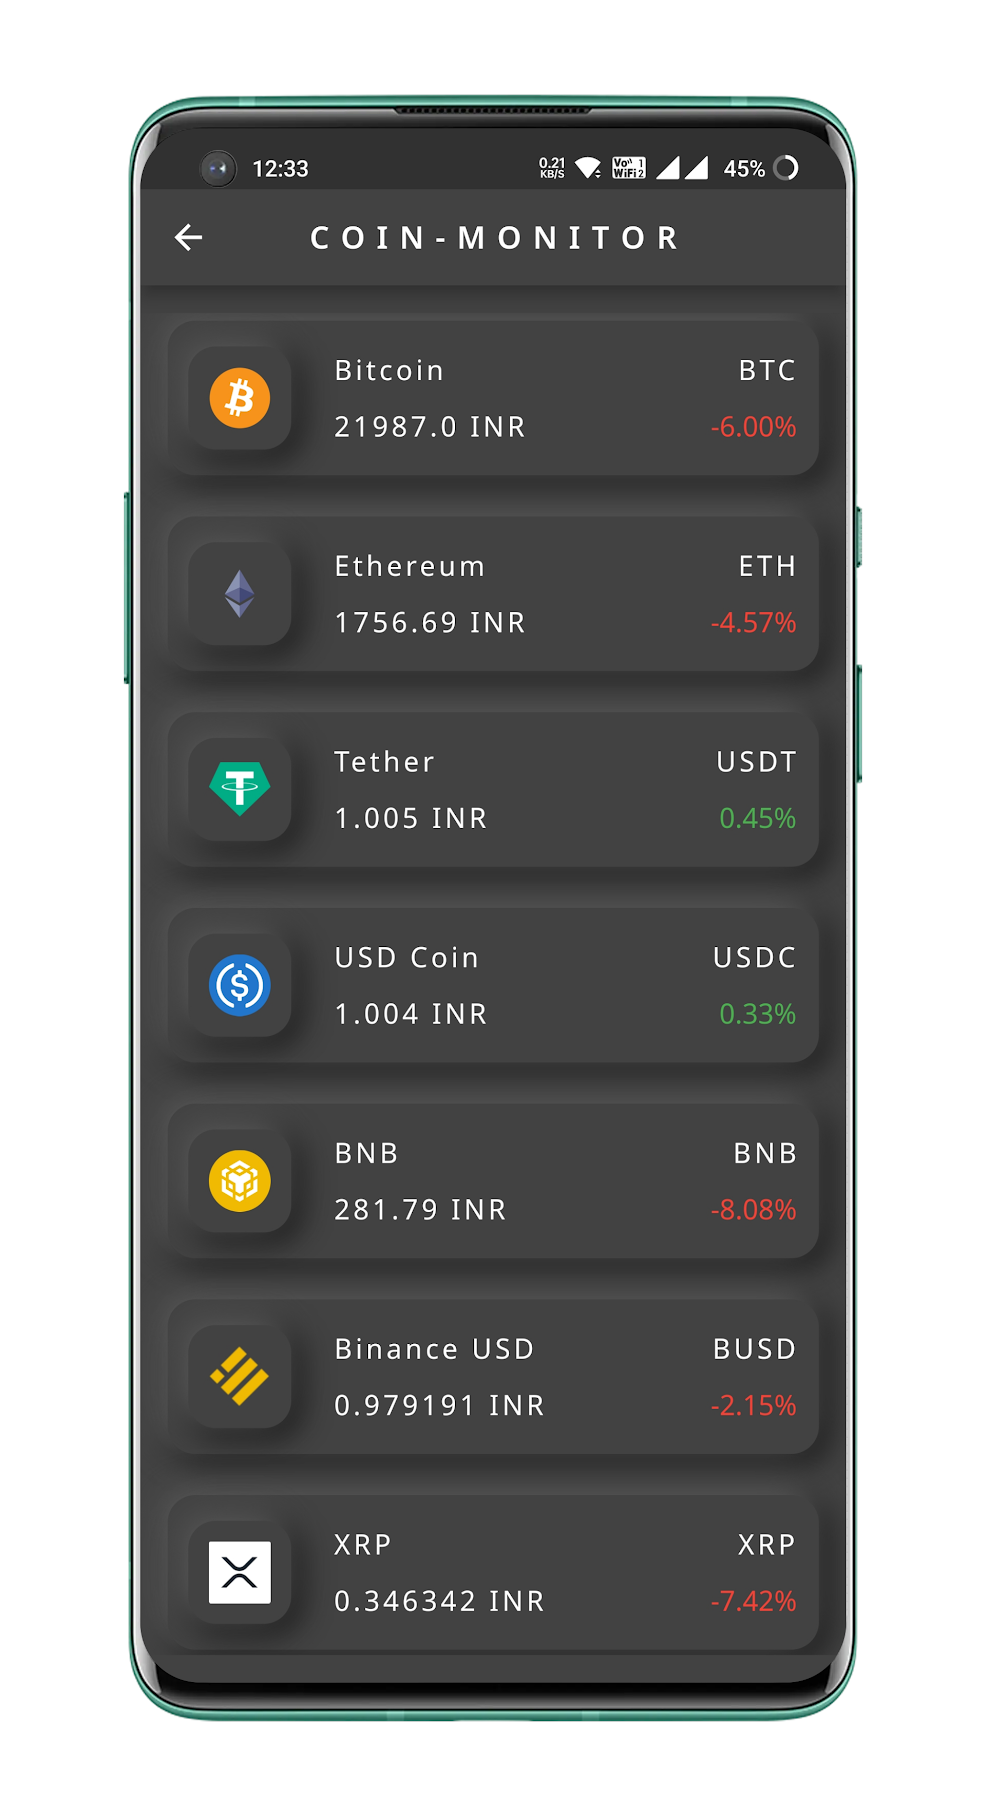 12:33 0.21 KB/S Vo 1 WiFi 2 45%
COIN-MONITOR
Bitcoin BTC
21987.0 INR -6.00%
Ethereum ETH
1756.69 INR -4.57%
Tether USDT
1.005 INR 0.45%
USD Coin USDC
1.004 INR 0.33%
BNB BNB
281.79 INR -8.08%
Binance USD BUSD
0.979191 INR -2.15%
XRP XRP
0.346342 INR -7.42%